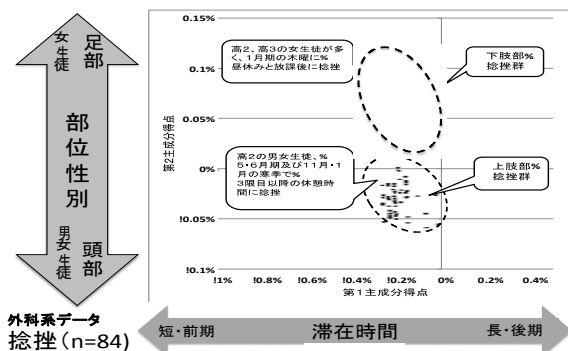 女生徒 足部
部位性別
男女生徒 頭部
外科系データ
捻挫(n=84)
第2主成分得点
0.15%
0.1%
0.05%
0%
!0.05%
!0.1%
高2、高3の女生徒が多
く、1月期の木曜に%
昼休みと放課後に捻挫
下肢部%
捻挫群
高2の男女生徒、%
5・6月期及び11月・1
月の寒季で%
3限目以降の休憩時
間に捻挫
上肢部%
捻挫群
!1% !0.8% !0.6% !0.4% !0.2% 0% 0.2% 0.4%
第1主成分得点
短・前期 滞在時間 長・後期